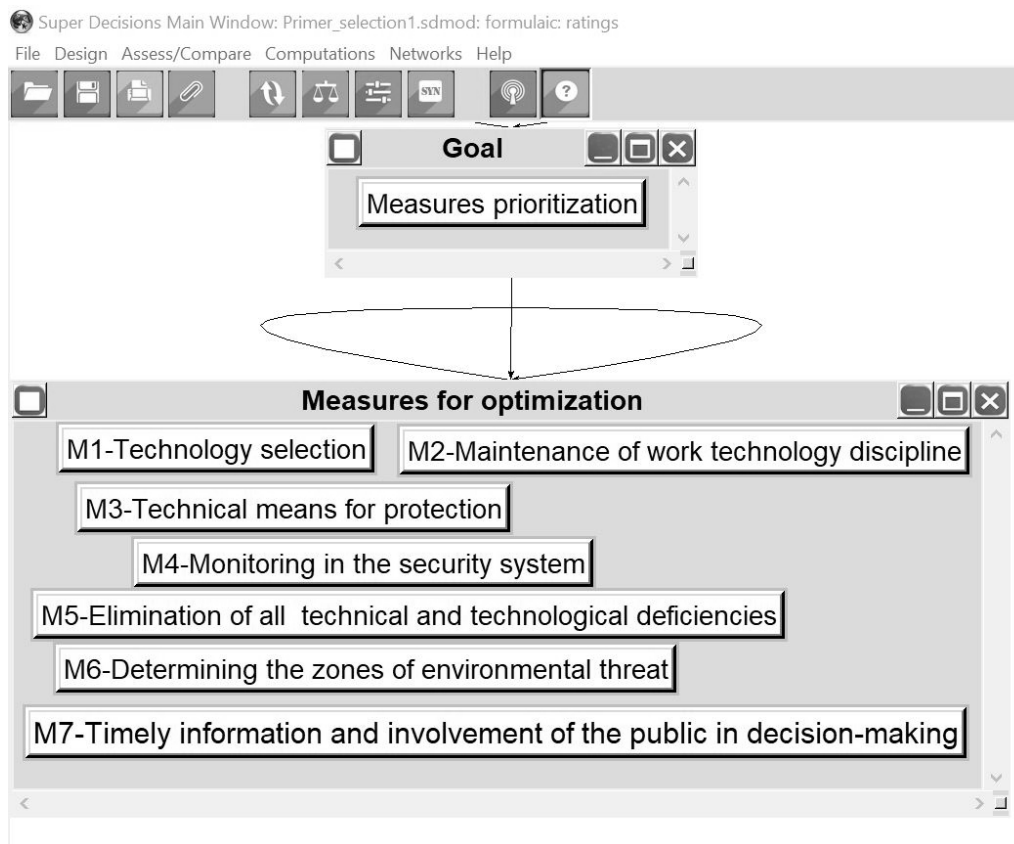 Super Decisions Main Window: Primer_selection1.sdmod: formulaic: ratings
File Design Assess/Compare Computations Networks Help
SYN ?
Goal
Measures prioritization
Measures for optimization
M1-Technology selection M2-Maintenance of work technology discipline
M3-Technical means for protection
M4-Monitoring in the security system
M5-Elimination of all  technical and technological deficiencies
M6-Determining the zones of environmental threat
M7-Timely information and involvement of the public in decision-making